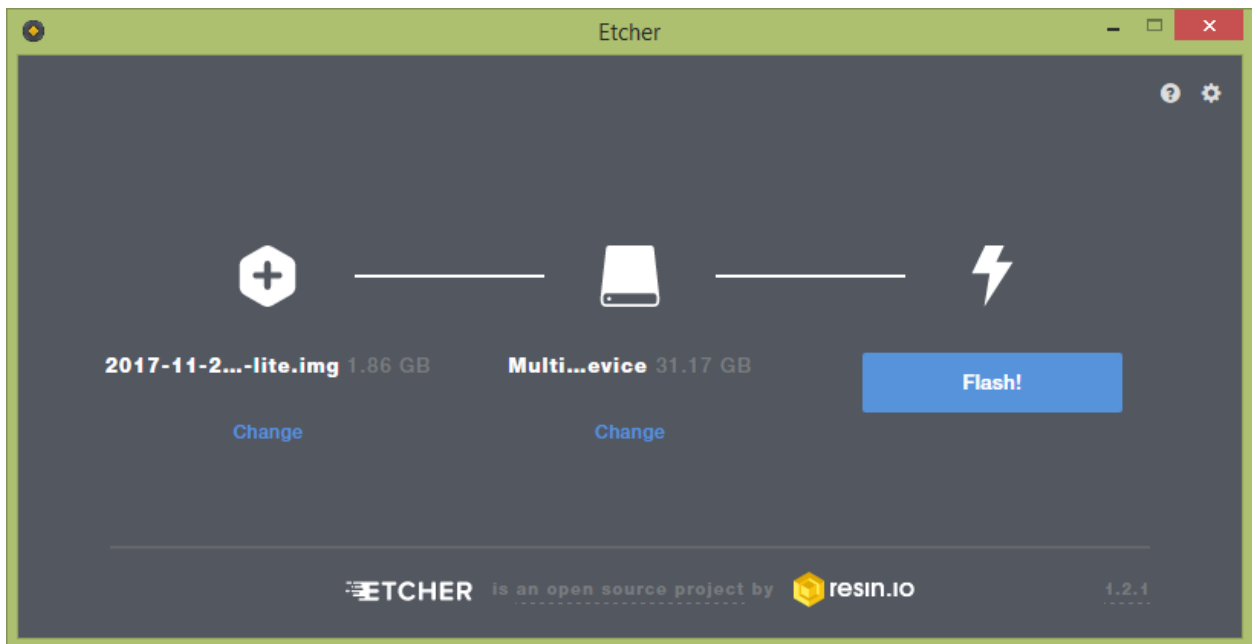 Etcher
2017-11-2...-lite.img 1.86 GB
Multi...evice 31.17 GB
Flash!
Change
Change
ETCHER is an open source project by resin.io 1.2.1